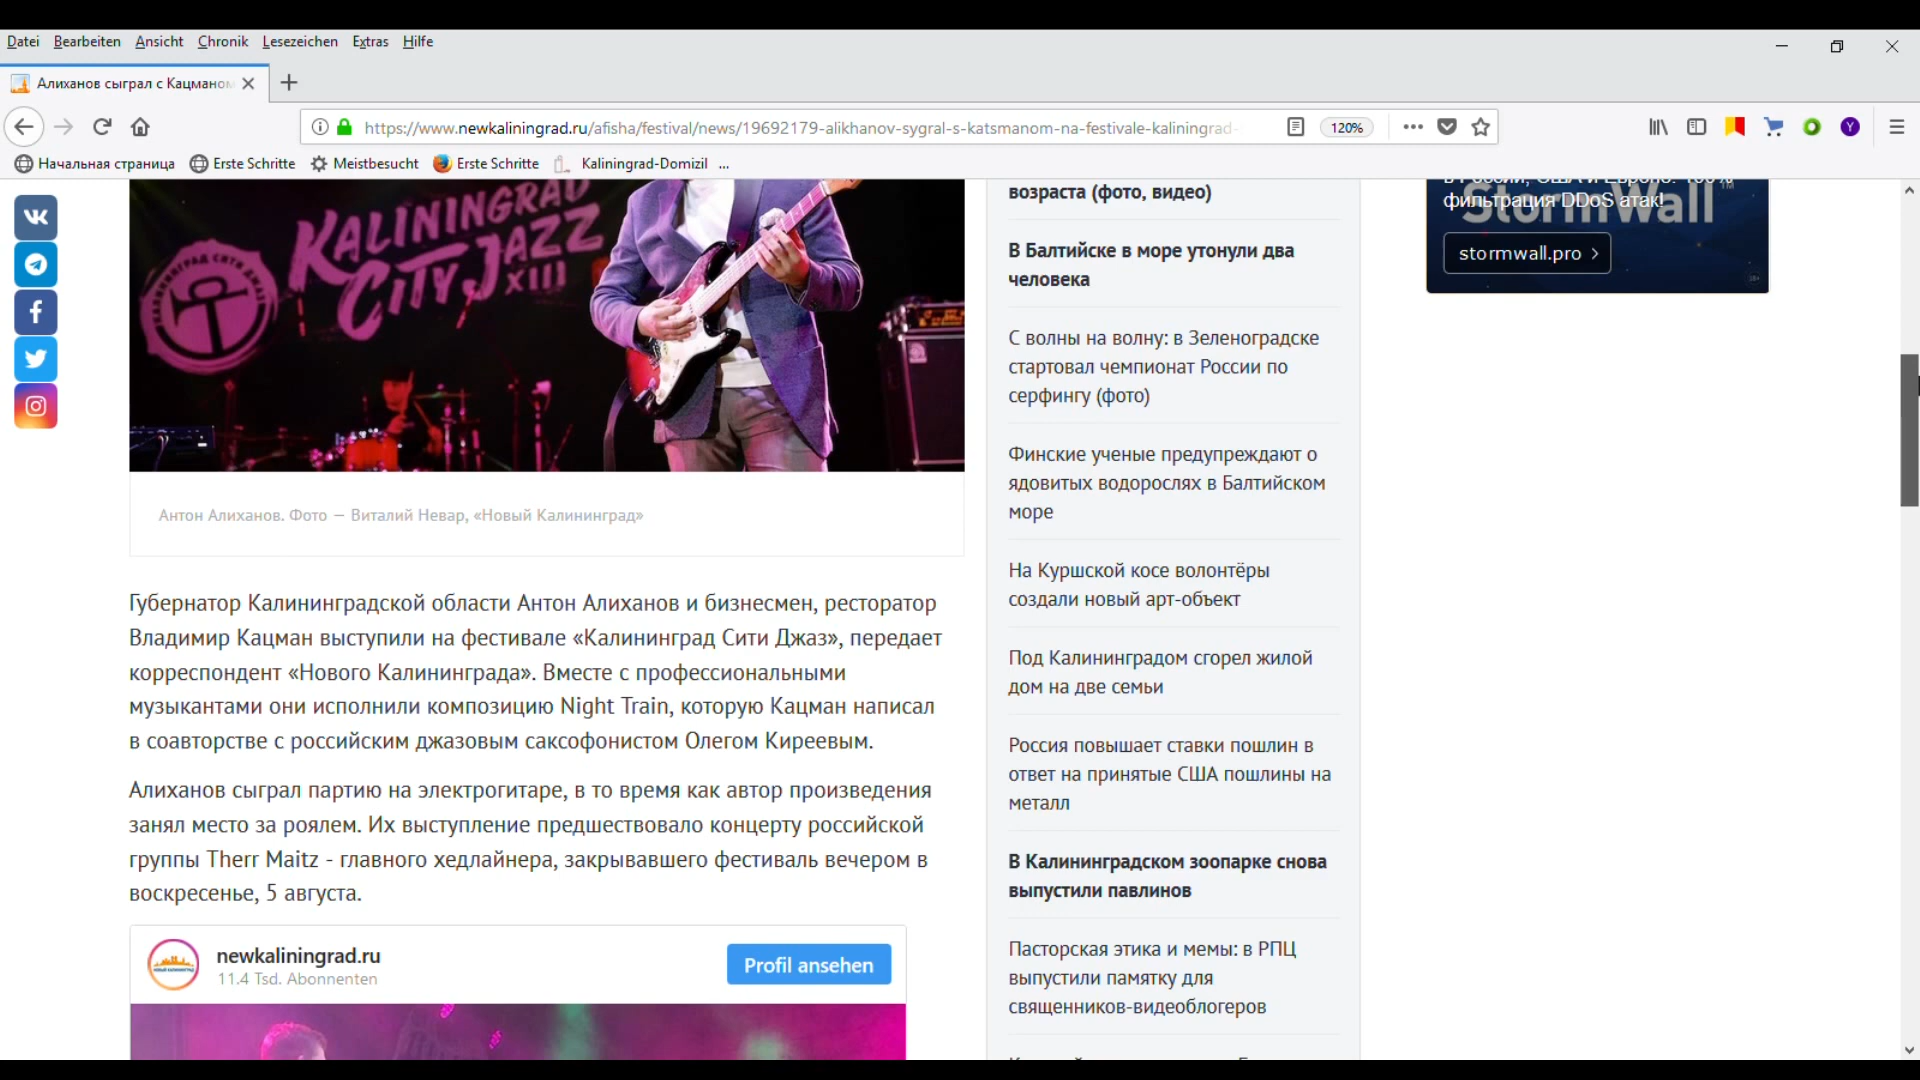 Datei Bearbeiten Ansicht Chronik Lesezeichen Extras Hilfe
Алиханов сыграл с Кацманом
https://www.newkaliningrad.ru/afisha/festival/news/19692179-alikhanov-sygral-s-katsmanom-na-festivale-kaliningrad-
120%
Начальная страница Erste Schritte Meistbesucht Erste Schritte Kaliningrad-Domizil ...
KALININGRAD
CITY JAZZ
XIII
КАЛИНИНГРАД СИТИ ДЖАЗ
Антон Алиханов. Фото — Виталий Невар, «Новый Калининград»
Губернатор Калининградской области Антон Алиханов и бизнесмен, ресторатор
Владимир Кацман выступили на фестивале «Калининград Сити Джаз», передает
корреспондент «Нового Калининграда». Вместе с профессиональными
музыкантами они исполнили композицию Night Train, которую Кацман написал
в соавторстве с российским джазовым саксофонистом Олегом Киреевым.
Алиханов сыграл партию на электрогитаре, в то время как автор произведения
занял место за роялем. Их выступление предшествовало концерту российской
группы Therr Maitz - главного хедлайнера, закрывавшего фестиваль вечером в
воскресенье, 5 августа.
newkaliningrad.ru
11.4 Tsd. Abonnenten
Profil ansehen
возраста (фото, видео)
В Балтийске в море утонули два
человека
С волны на волну: в Зеленоградске
стартовал чемпионат России по
серфингу (фото)
Финские ученые предупреждают о
ядовитых водорослях в Балтийском
море
На Куршской косе волонтёры
создали новый арт-объект
Под Калининградом сгорел жилой
дом на две семьи
Россия повышает ставки пошлин в
ответ на принятые США пошлины на
металл
В Калининградском зоопарке снова
выпустили павлинов
Пасторская этика и мемы: в РПЦ
выпустили памятку для
священников-видеоблогеров
в России, США и Европе. 100%
фильтрация DDoS атак!
StormWall™
stormwall.pro